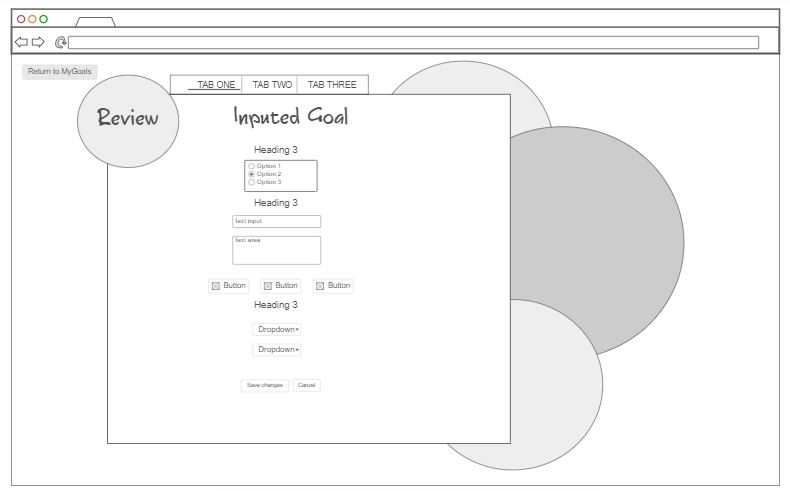 Return to MyGoals
TAB ONE TAB TWO TAB THREE
Review
Inputed Goal
Heading 3
Option 1
Option 2
Option 3
Heading 3
Text input
Text area
Button Button Button
Heading 3
Dropdown
Dropdown
Save changes Cancel